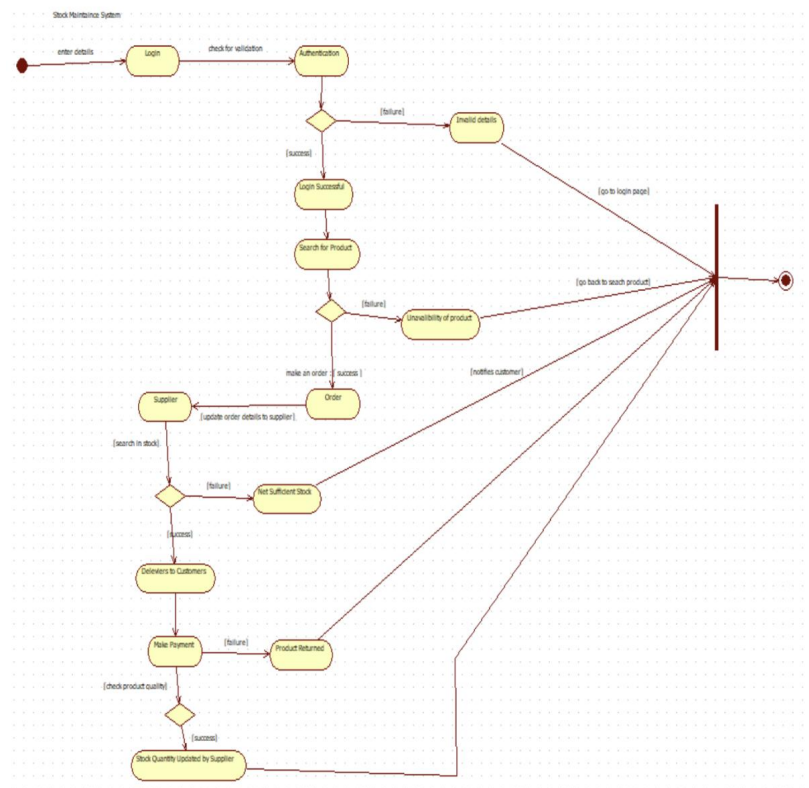 Stock Maintaince System
enter details
Login
check for validation
Authentication
[failure]
Invalid details
[success]
[go to login page]
Login Successful
Search for Product
[go back to seach product]
[failure]
Unavalibility of product
make an order :[ success ]
[notifies customer]
Supplier
Order
[update order details to supplier]
[search in stock]
[failure]
Net Sufficient Stock
[success]
Deleviers to Customers
Make Payment
[failure]
Product Returned
[check product quality]
[success]
Stock Quantity Updated by Supplier